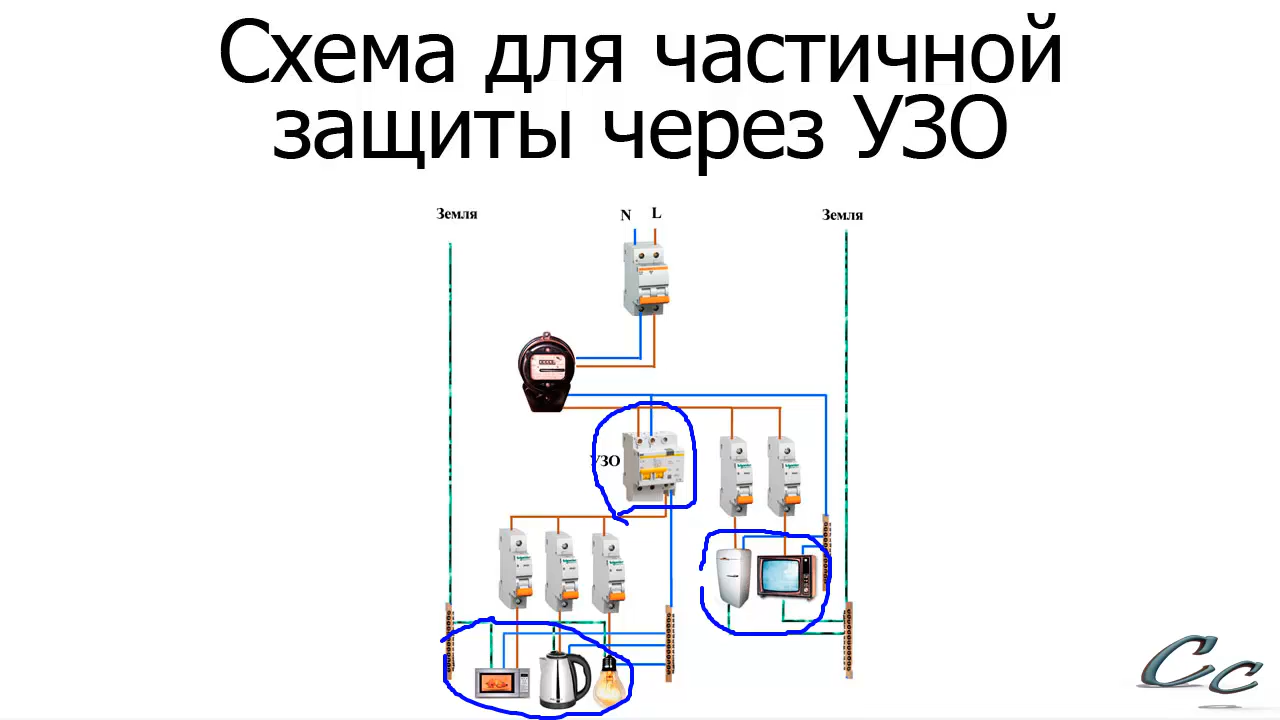 Схема для частичной
защиты через УЗО
Земля
N L
Земля
УЗО
Cc